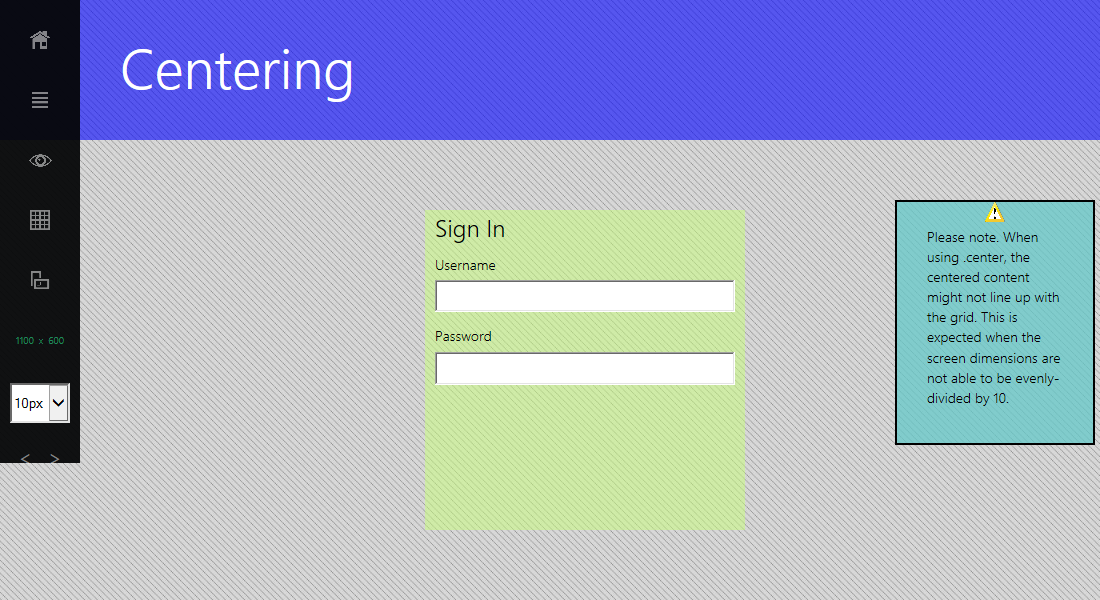 Centering
1100 x 600
10px
< >
Sign In
Username
Password
Please note. When
using .center, the
centered content
might not line up with
the grid. This is
expected when the
screen dimensions are
not able to be evenly-
divided by 10.